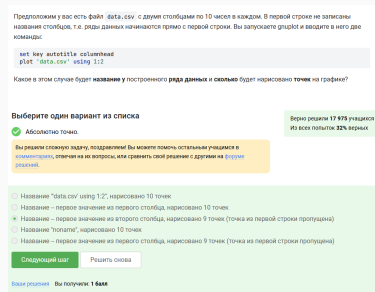 Предположим у вас есть файл data.csv с двумя столбцами по 10 чисел в каждом. В первой строке не записаны
названия столбцов, т.е. ряды данных начинаются прямо с первой строки. Вы запускаете gnuplot и вводите в него две
команды:
set key autotitle columnhead
plot 'data.csv' using 1:2
Какое в этом случае будет название у построенного ряда данных и сколько будет нарисовано точек на графике?
Выберите один вариант из списка
Верно решили 17 975 учащихся
Из всех попыток 32% верных
Абсолютно точно.
Вы решили сложную задачу, поздравляем! Вы можете помочь остальным учащимся в
комментариях, отвечая на их вопросы, или сравнить своё решение с другими на форуме
решений.
Название "data.csv' using 1:2", нарисовано 10 точек
Название – первое значение из первого столбца, нарисовано 10 точек
Название – первое значение из второго столбца, нарисовано 9 точек (точка из первой строки пропущена)
Название "noname", нарисовано 10 точек
Название – первое значение из первого столбца, нарисовано 9 точек (точка из первой строки пропущена)
Следующий шаг
Решить снова
Ваши решения Вы получили: 1 балл